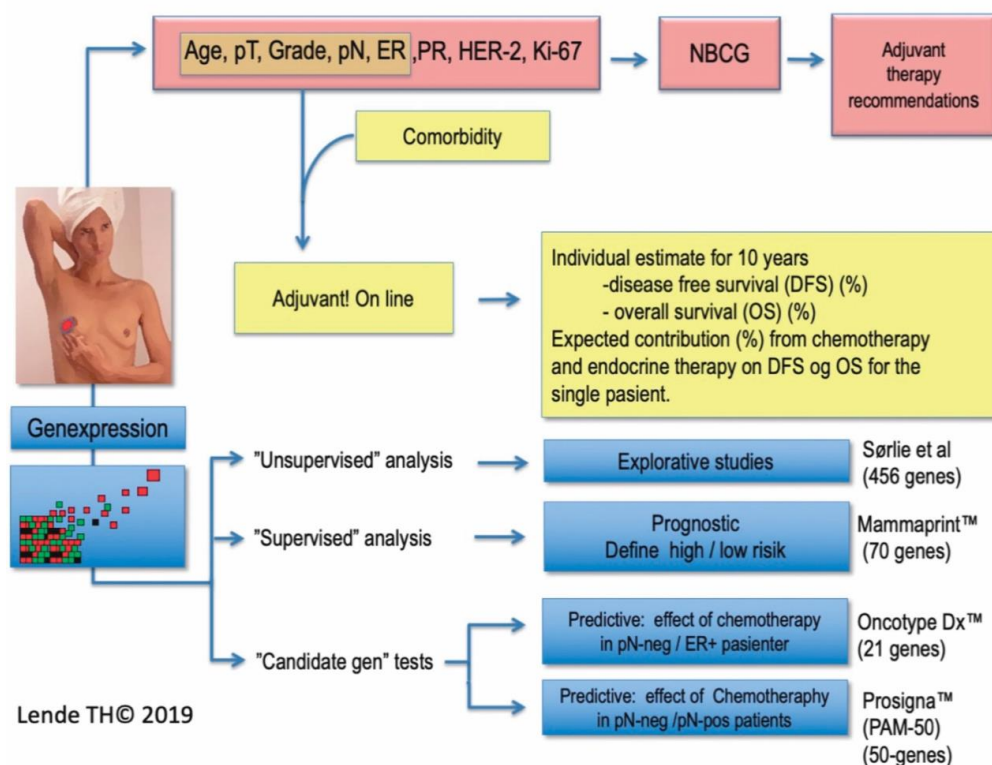 Age, pT, Grade, pN, ER ,PR, HER-2, Ki-67
NBCG
Adjuvant
therapy
recommendations
Comorbidity
Adjuvant! On line
Individual estimate for 10 years
-disease free survival (DFS) (%)
- overall survival (OS) (%)
Expected contribution (%) from chemotherapy
and endocrine therapy on DFS og OS for the
single pasient.
Genexpression
"Unsupervised" analysis
Explorative studies
Sørlie et al
(456 genes)
"Supervised" analysis
Prognostic
Define high / low risik
Mammaprint™
(70 genes)
"Candidate gen" tests
Predictive: effect of chemotherapy
in pN-neg / ER+ pasienter
Oncotype Dx™
(21 genes)
Predictive: effect of Chemotheraphy
in pN-neg /pN-pos patients
Prosigna™
(PAM-50)
(50-genes)
Lende TH© 2019